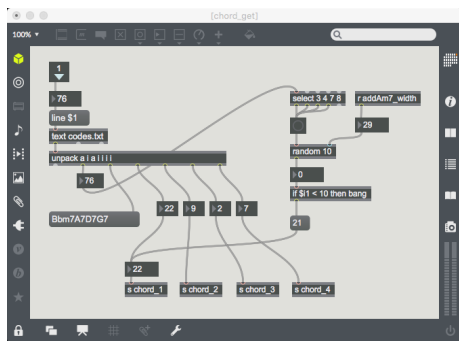 [chord_get]
100%
1
76
line $1
text codes.txt
unpack a i a i i i i
76
Bbm7A7D7G7
22
9
2
7
22
s chord_1
s chord_2
s chord_3
s chord_4
select 3 4 7 8
r addAm7_width
29
random 10
0
if $i1 < 10 then bang
21